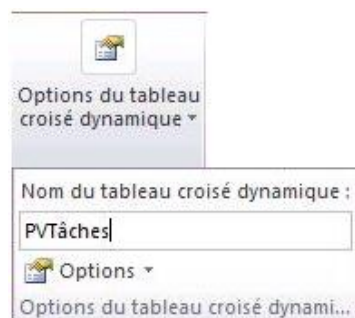 Options du tableau
croisé dynamique
Nom du tableau croisé dynamique :
PVTâches
Options
Options du tableau croisé dynami...